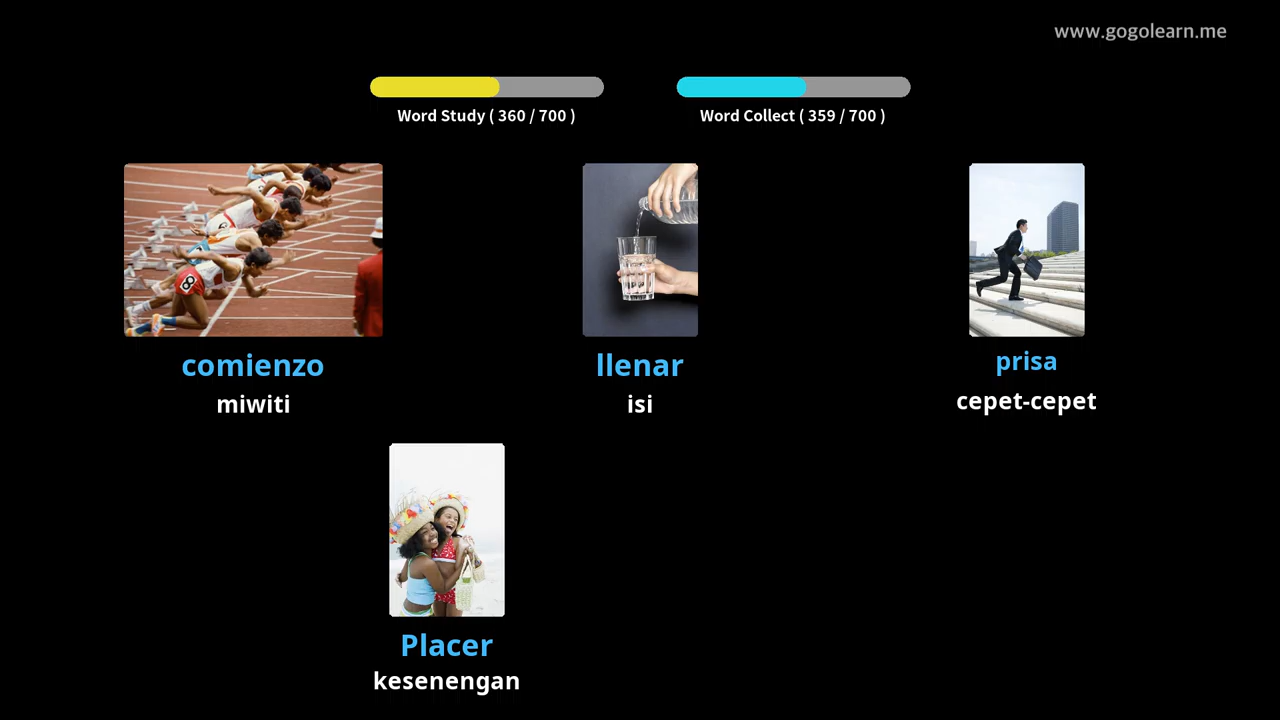 www.gogolearn.me
Word Study ( 360 / 700 )
Word Collect ( 359 / 700 )
comienzo
miwiti
llenar
isi
prisa
cepet-cepet
Placer
kesenengan